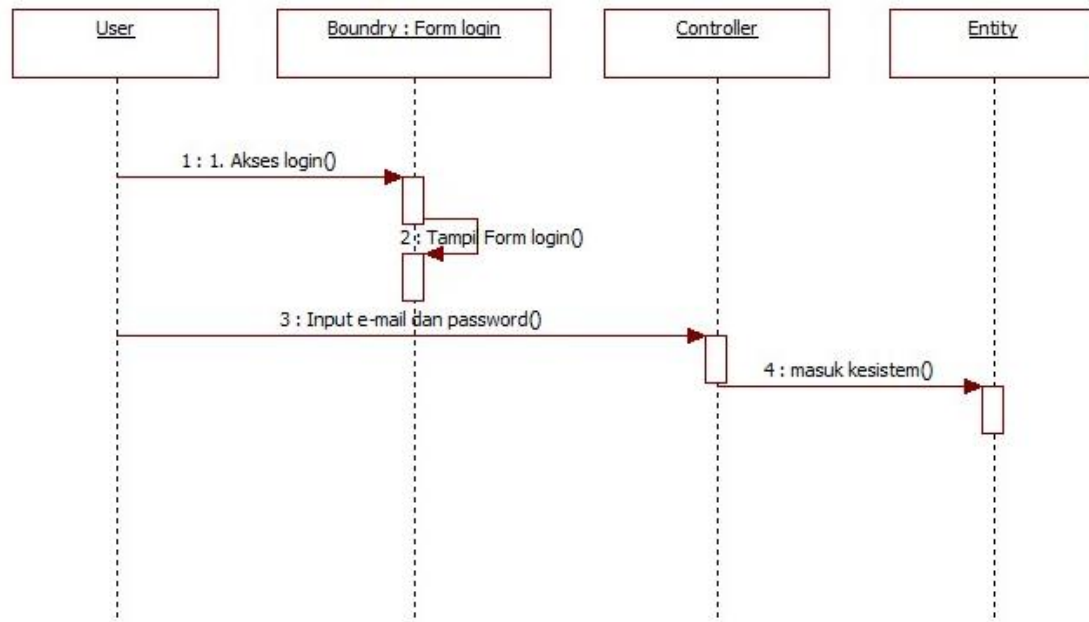 User
Boundry : Form login
Controller
Entity
1 : 1. Akses login()
2 : Tampil Form login()
3 : Input e-mail dan password()
4 : masuk kesistem()